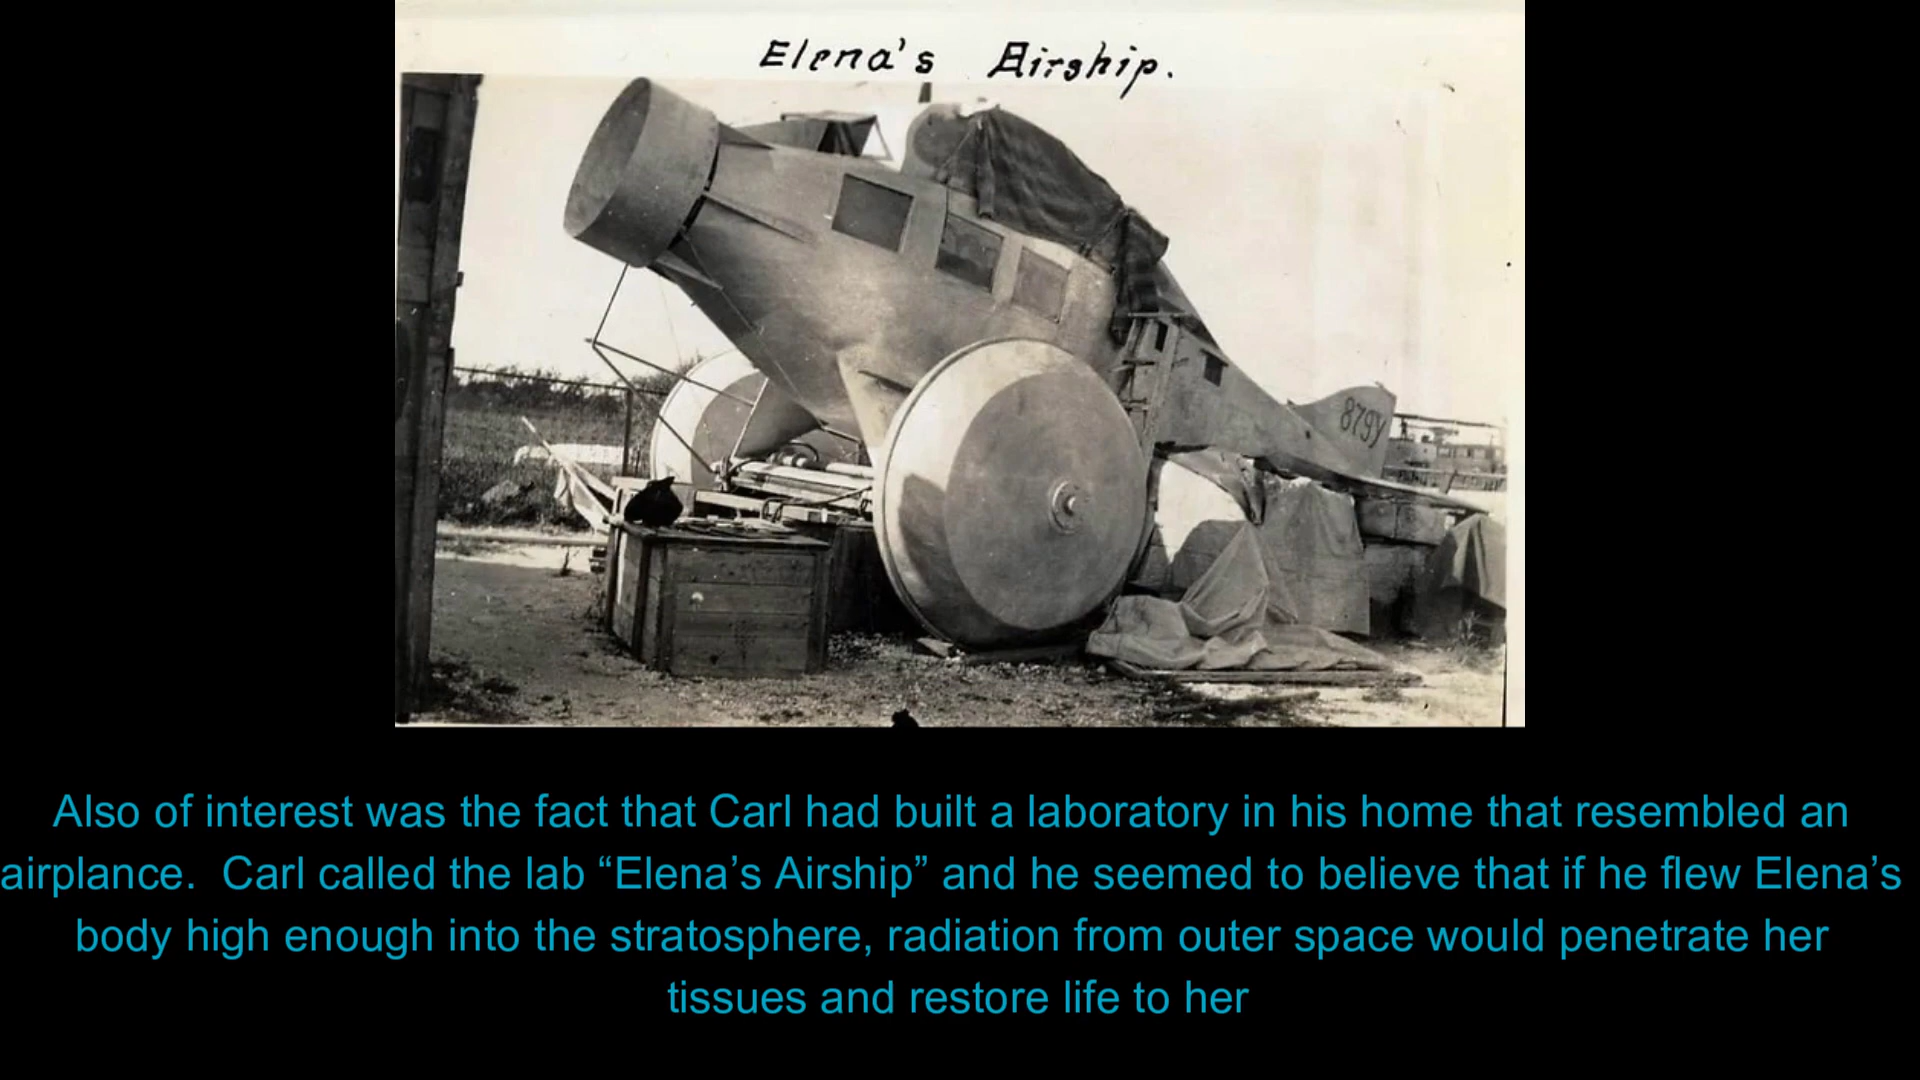 Elena's Airship.
879Y
Also of interest was the fact that Carl had built a laboratory in his home that resembled an
airplance.  Carl called the lab “Elena’s Airship” and he seemed to believe that if he flew Elena’s
body high enough into the stratosphere, radiation from outer space would penetrate her
tissues and restore life to her